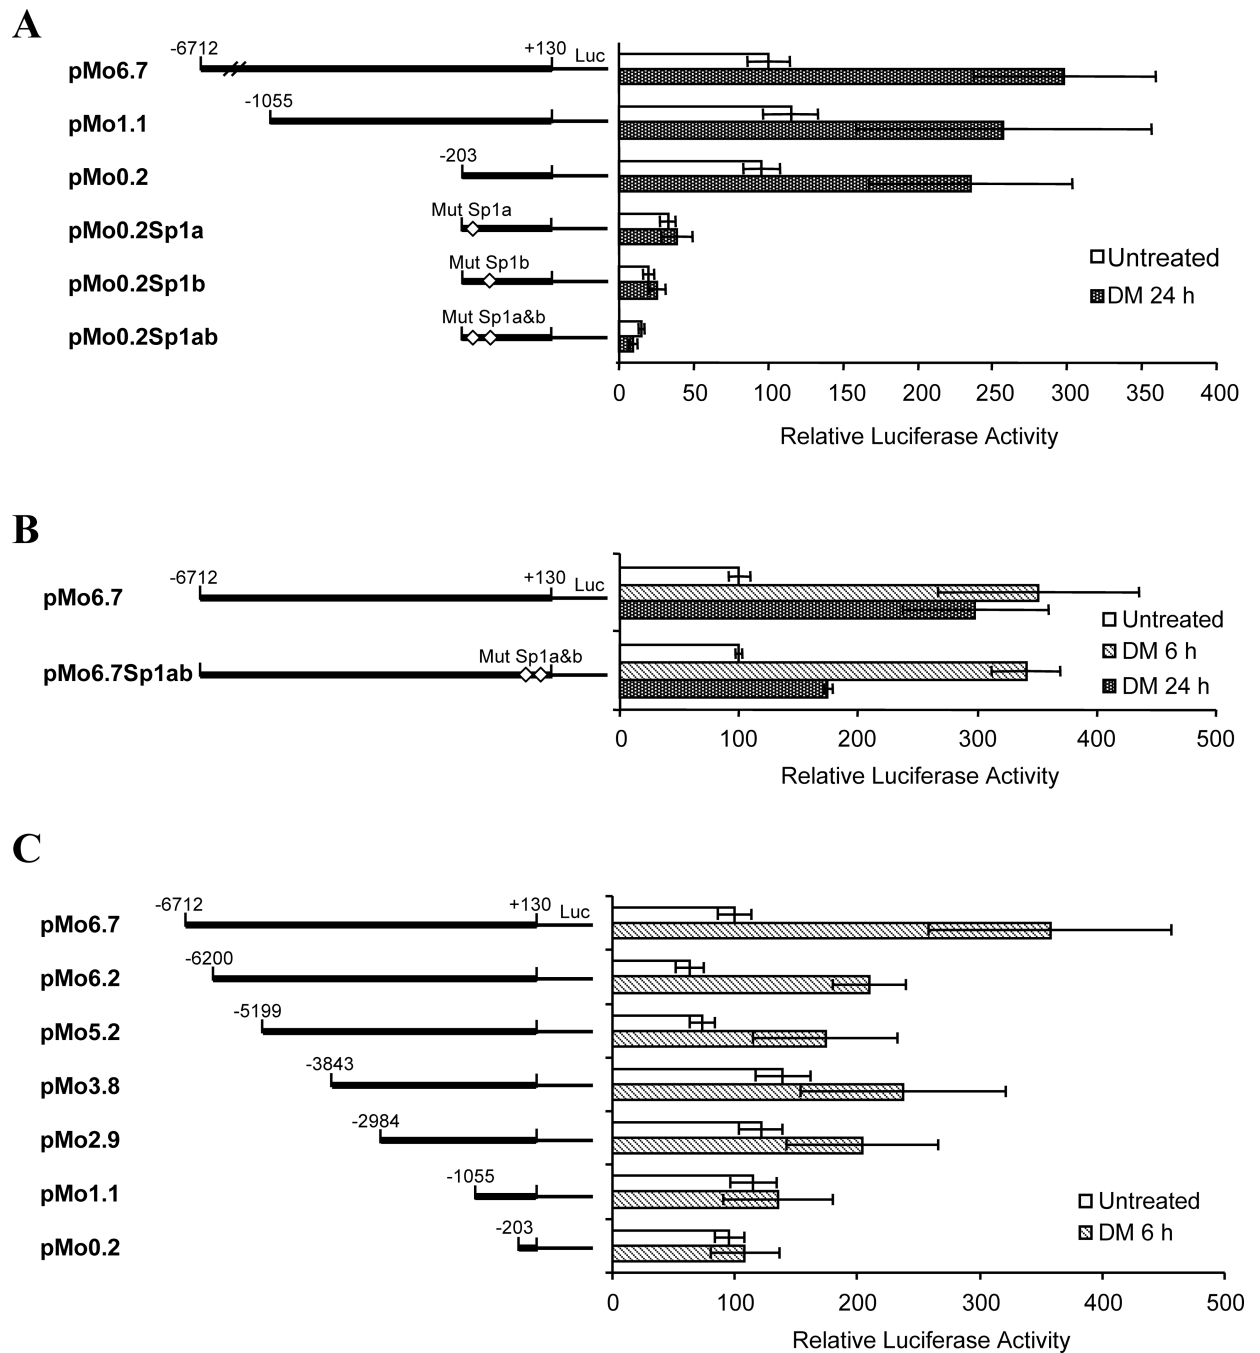 A
-6712 +130 Luc
pMo6.7
-1055
pMo1.1
-203
pMo0.2
Mut Sp1a
pMo0.2Sp1a
Mut Sp1b
pMo0.2Sp1b
Mut Sp1a&b
pMo0.2Sp1ab
Untreated
DM 24 h
0 50 100 150 200 250 300 350 400
Relative Luciferase Activity
B
-6712 +130 Luc
pMo6.7
Mut Sp1a&b
pMo6.7Sp1ab
Untreated
DM 6 h
DM 24 h
0 100 200 300 400 500
Relative Luciferase Activity
C
-6712 +130 Luc
pMo6.7
-6200
pMo6.2
-5199
pMo5.2
-3843
pMo3.8
-2984
pMo2.9
-1055
pMo1.1
-203
pMo0.2
Untreated
DM 6 h
0 100 200 300 400 500
Relative Luciferase Activity